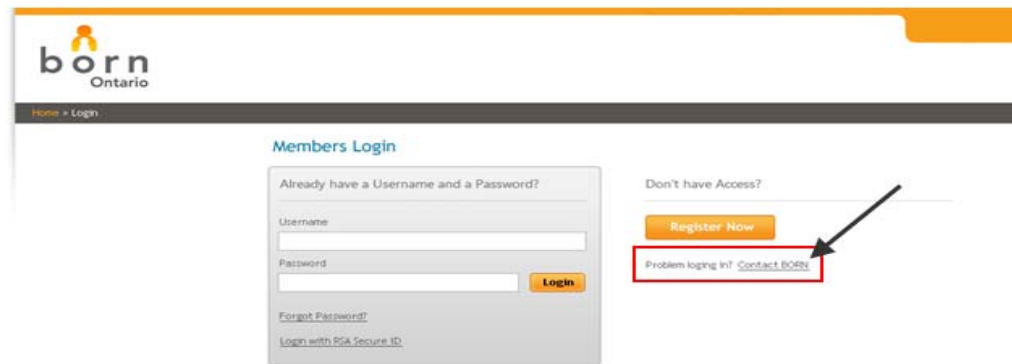 born
Ontario
Home » Login
Members Login
Already have a Username and a Password?
Username
Password
Login
Forgot Password?
Login with RSA Secure ID
Don't have Access?
Register Now
Problem loging in? Contact BORN